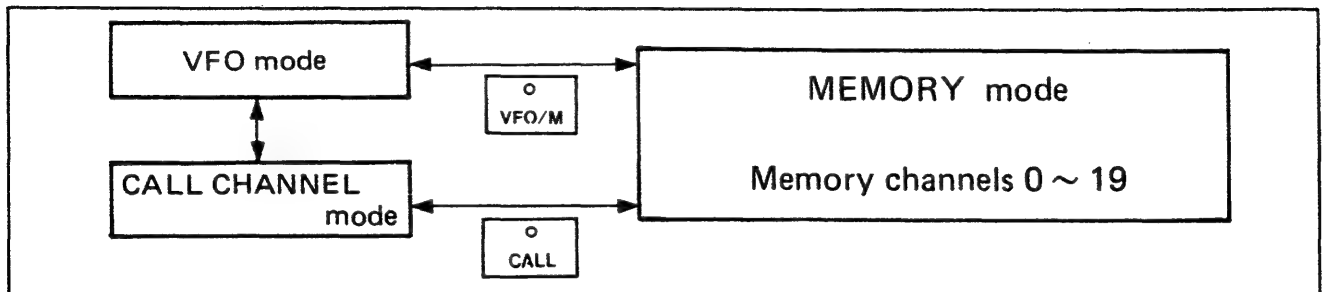 VFO mode
VFO/M
MEMORY mode
CALL CHANNEL
mode
Memory channels 0 ~ 19
CALL